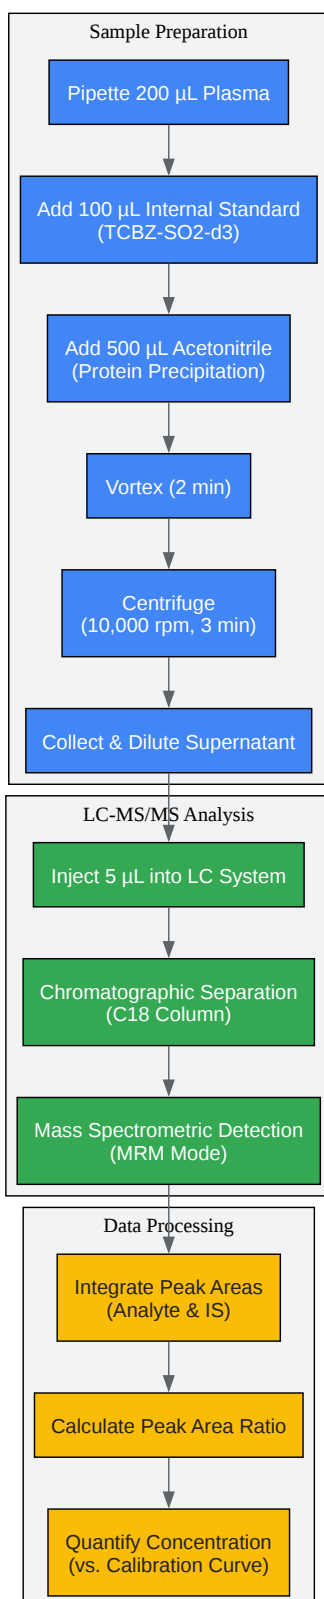 Sample Preparation
Pipette 200 µL Plasma
Add 100 µL Internal Standard
(TCBZ-SO2-d3)
Add 500 µL Acetonitrile
(Protein Precipitation)
Vortex (2 min)
Centrifuge
(10,000 rpm, 3 min)
Collect & Dilute Supernatant
LC-MS/MS Analysis
Inject 5 µL into LC System
Chromatographic Separation
(C18 Column)
Mass Spectrometric Detection
(MRM Mode)
Data Processing
Integrate Peak Areas
(Analyte & IS)
Calculate Peak Area Ratio
Quantify Concentration
(vs. Calibration Curve)